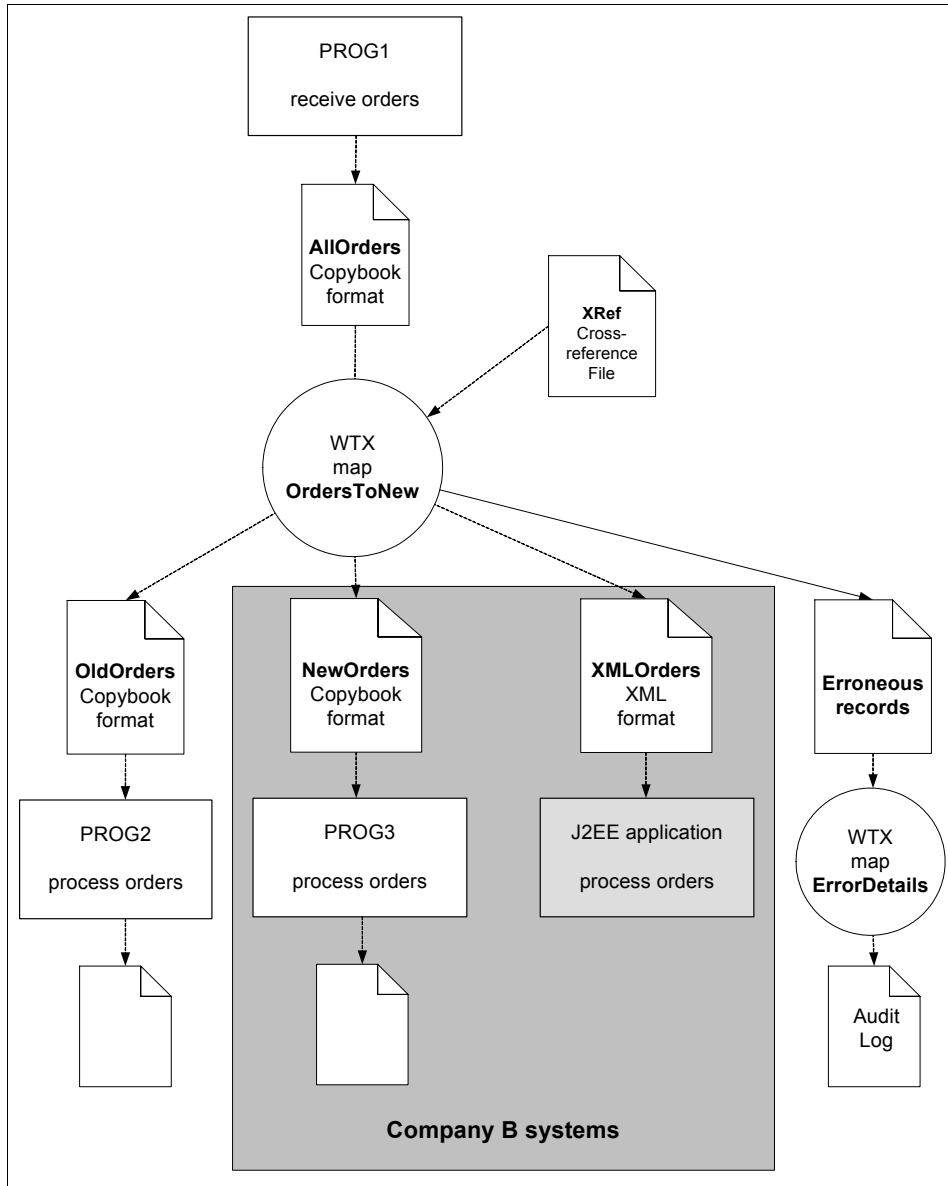 PROG1
receive orders
AllOrders
Copybook
format
XRef
Cross-
reference
File
WTX
map
OrdersToNew
OldOrders
Copybook
format
NewOrders
Copybook
format
XMLOrders
XML
format
Erroneous
records
PROG2
process orders
PROG3
process orders
J2EE application
process orders
WTX
map
ErrorDetails
Audit
Log
Company B systems